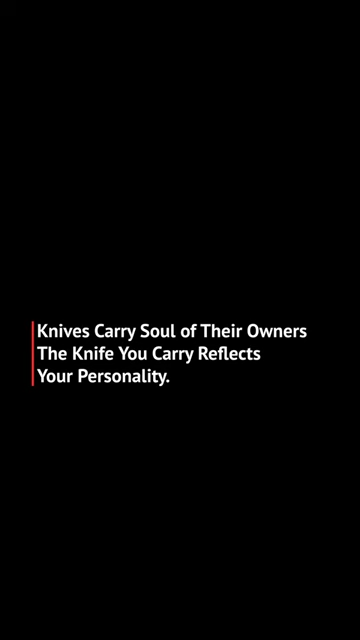 Knives Carry Soul of Their Owners
The Knife You Carry Reflects
Your Personality.